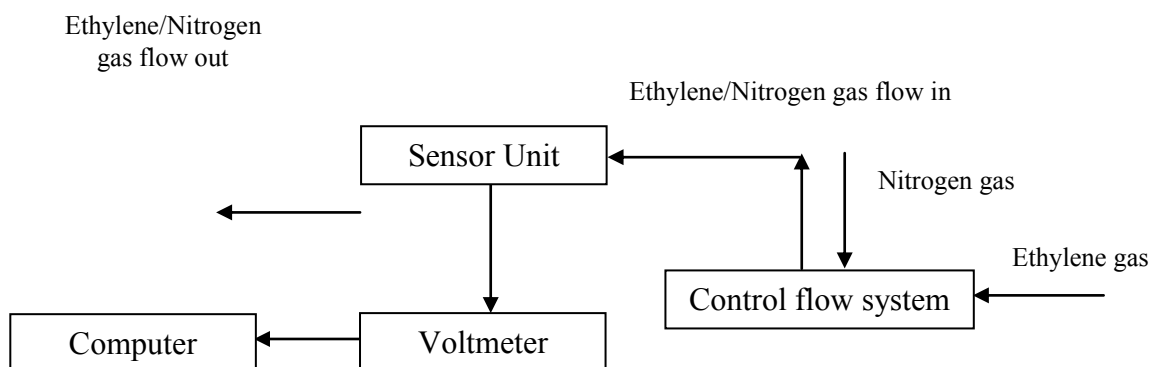 Ethylene/Nitrogen
gas flow out
Ethylene/Nitrogen gas flow in
Sensor Unit
Nitrogen gas
Ethylene gas
Control flow system
Computer
Voltmeter